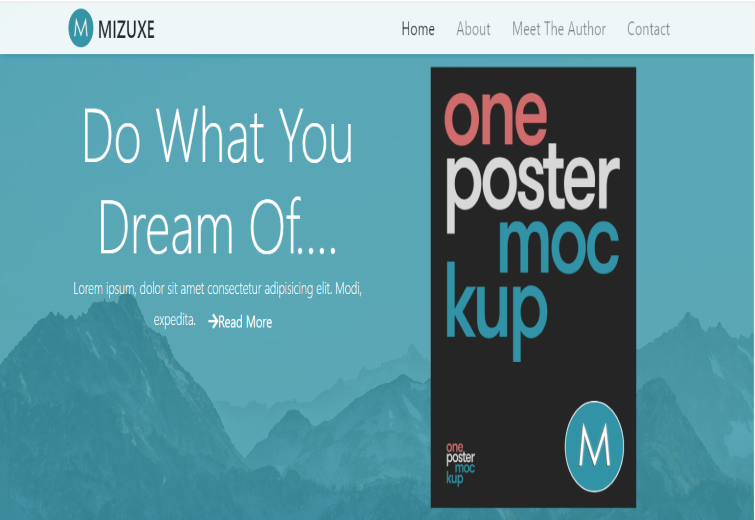 M MIZUXE Home About Meet The Author Contact
Do What You
Dream Of....
Lorem ipsum, dolor sit amet consectetur adipisicing elit. Modi,
expedita. Read More
one
poster
moc
kup
M
one
poster
moc
kup